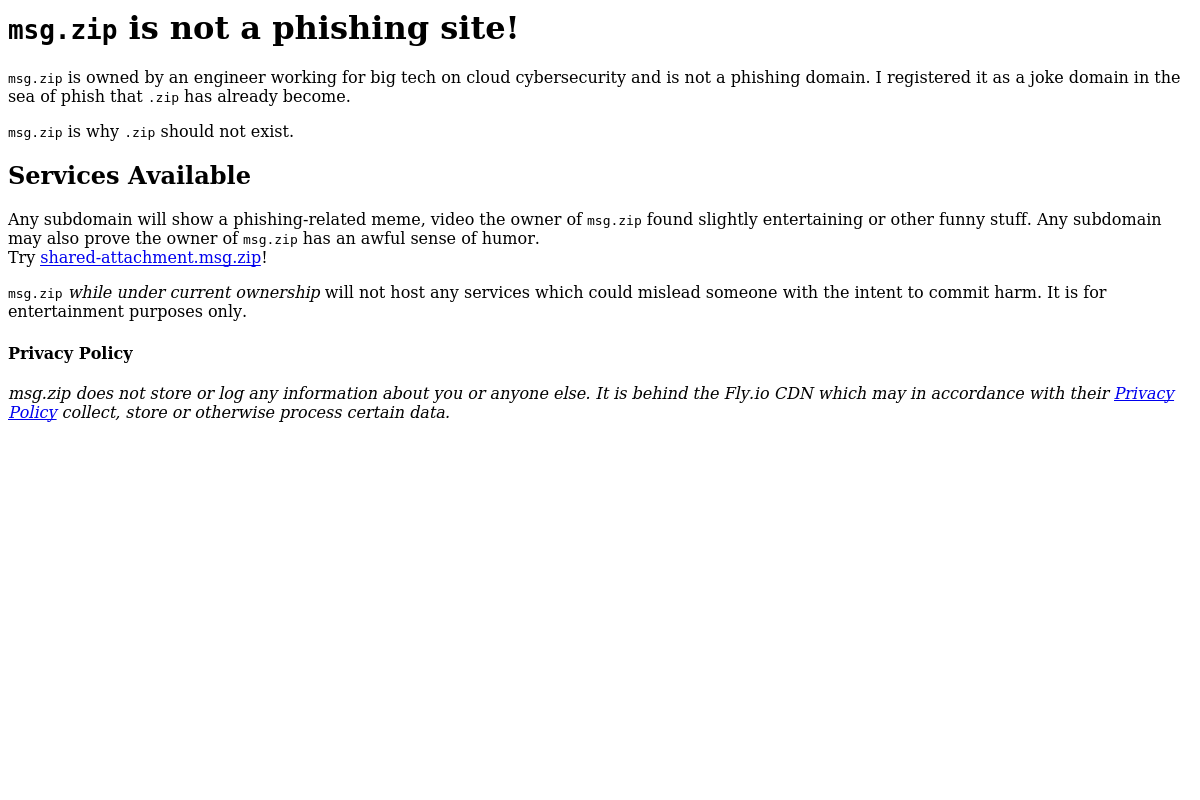 msg.zip is not a phishing site!
msg.zip is owned by an engineer working for big tech on cloud cybersecurity and is not a phishing domain. I registered it as a joke domain in the
sea of phish that .zip has already become.
msg.zip is why .zip should not exist.
Services Available
Any subdomain will show a phishing-related meme, video the owner of msg.zip found slightly entertaining or other funny stuff. Any subdomain
may also prove the owner of msg.zip has an awful sense of humor.
Try shared-attachment.msg.zip!
msg.zip while under current ownership will not host any services which could mislead someone with the intent to commit harm. It is for
entertainment purposes only.
Privacy Policy
msg.zip does not store or log any information about you or anyone else. It is behind the Fly.io CDN which may in accordance with their Privacy
Policy collect, store or otherwise process certain data.